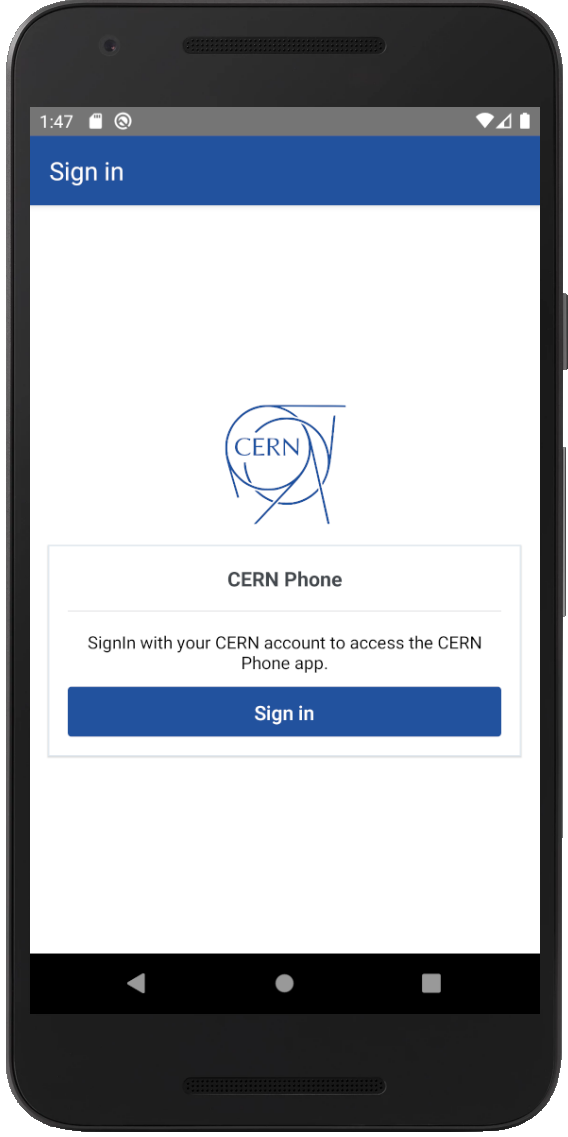 1:47
Sign in
CERN
CERN Phone
SignIn with your CERN account to access the CERN
Phone app.
Sign in